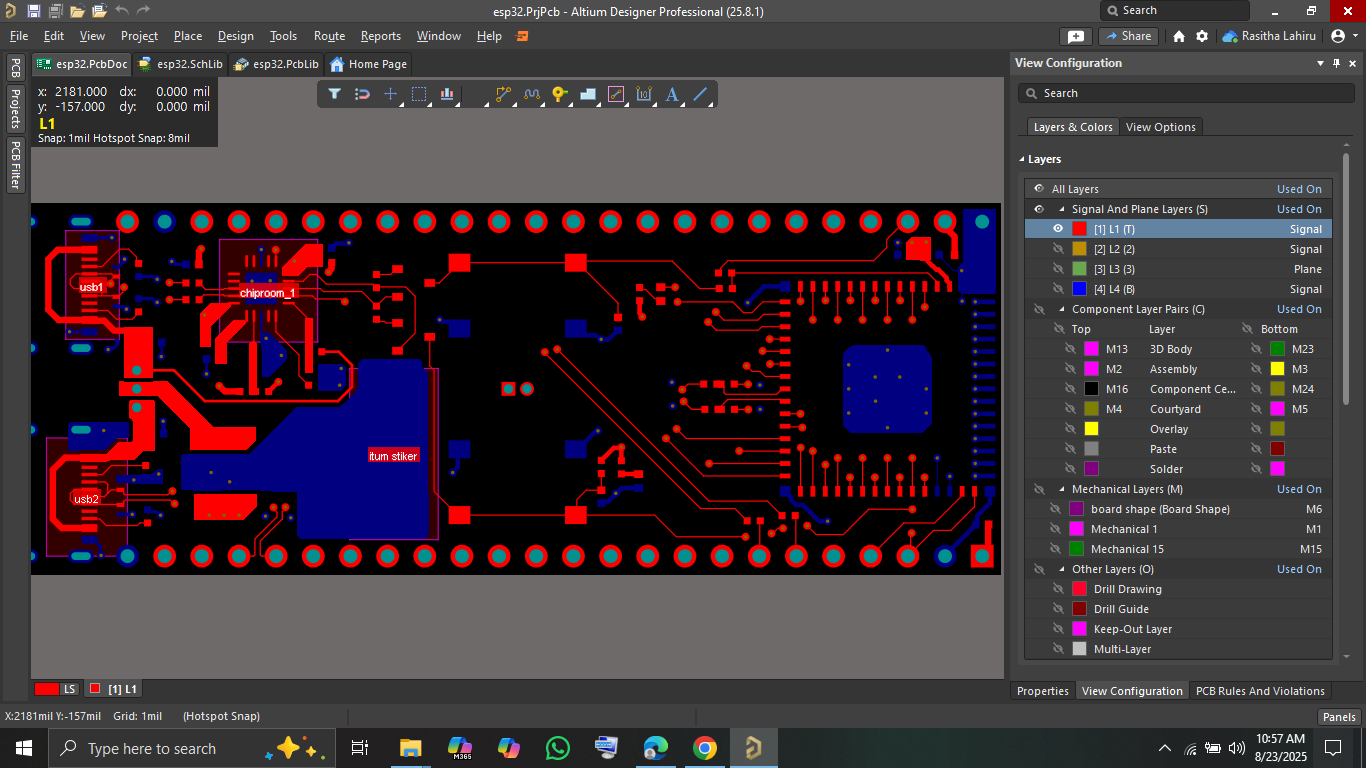 esp32.PrjPcb - Altium Designer Professional (25.8.1)
Search
File Edit View Project Place Design Tools Route Reports Window Help
Share
Rasitha Lahiru
esp32.PcbDoc
esp32.SchLib
esp32.PcbLib
Home Page
PCB
Projects
PCB Filter
x: 2181.000 dx: 0.000 mil
y: -157.000 dy: 0.000 mil
L1
Snap: 1mil Hotspot Snap: 8mil
usb1
chiproom_1
itum stiker
usb2
View Configuration
Search
Layers & Colors View Options
Layers
All Layers Used On
Signal And Plane Layers (S) Used On
[1] L1 (T) Signal
[2] L2 (2) Signal
[3] L3 (3) Plane
[4] L4 (B) Signal
Component Layer Pairs (C) Used On
Top Layer Bottom
M13 3D Body M23
M2 Assembly M3
M16 Component Ce... M24
M4 Courtyard M5
Overlay
Paste
Solder
Mechanical Layers (M) Used On
board shape (Board Shape) M6
Mechanical 1 M1
Mechanical 15 M15
Other Layers (O) Used On
Drill Drawing
Drill Guide
Keep-Out Layer
Multi-Layer
LS [1] L1
Properties View Configuration PCB Rules And Violations
X:2181mil Y:-157mil Grid: 1mil (Hotspot Snap)
Panels
Type here to search
M365
10:57 AM
8/23/2025